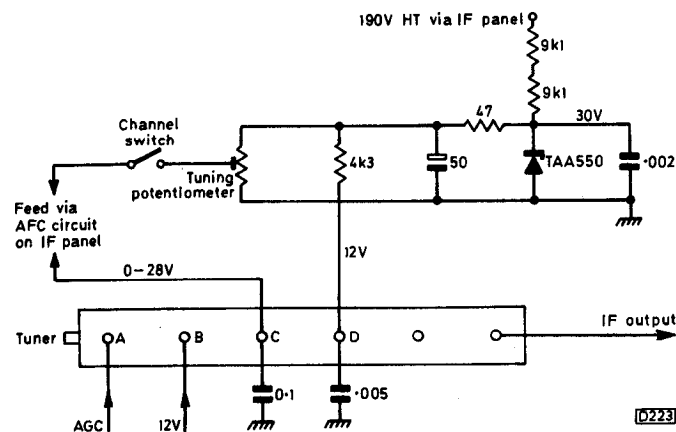 190V HT via IF panel
9k1
9k1
47
30V
Channel
switch
Tuning
potentiometer
4k3
50
TAA550
·002
Feed via
AFC circuit
on IF panel
12V
0-28V
IF output
Tuner
A
B
C
D
0·1
·005
AGC
12V
D223